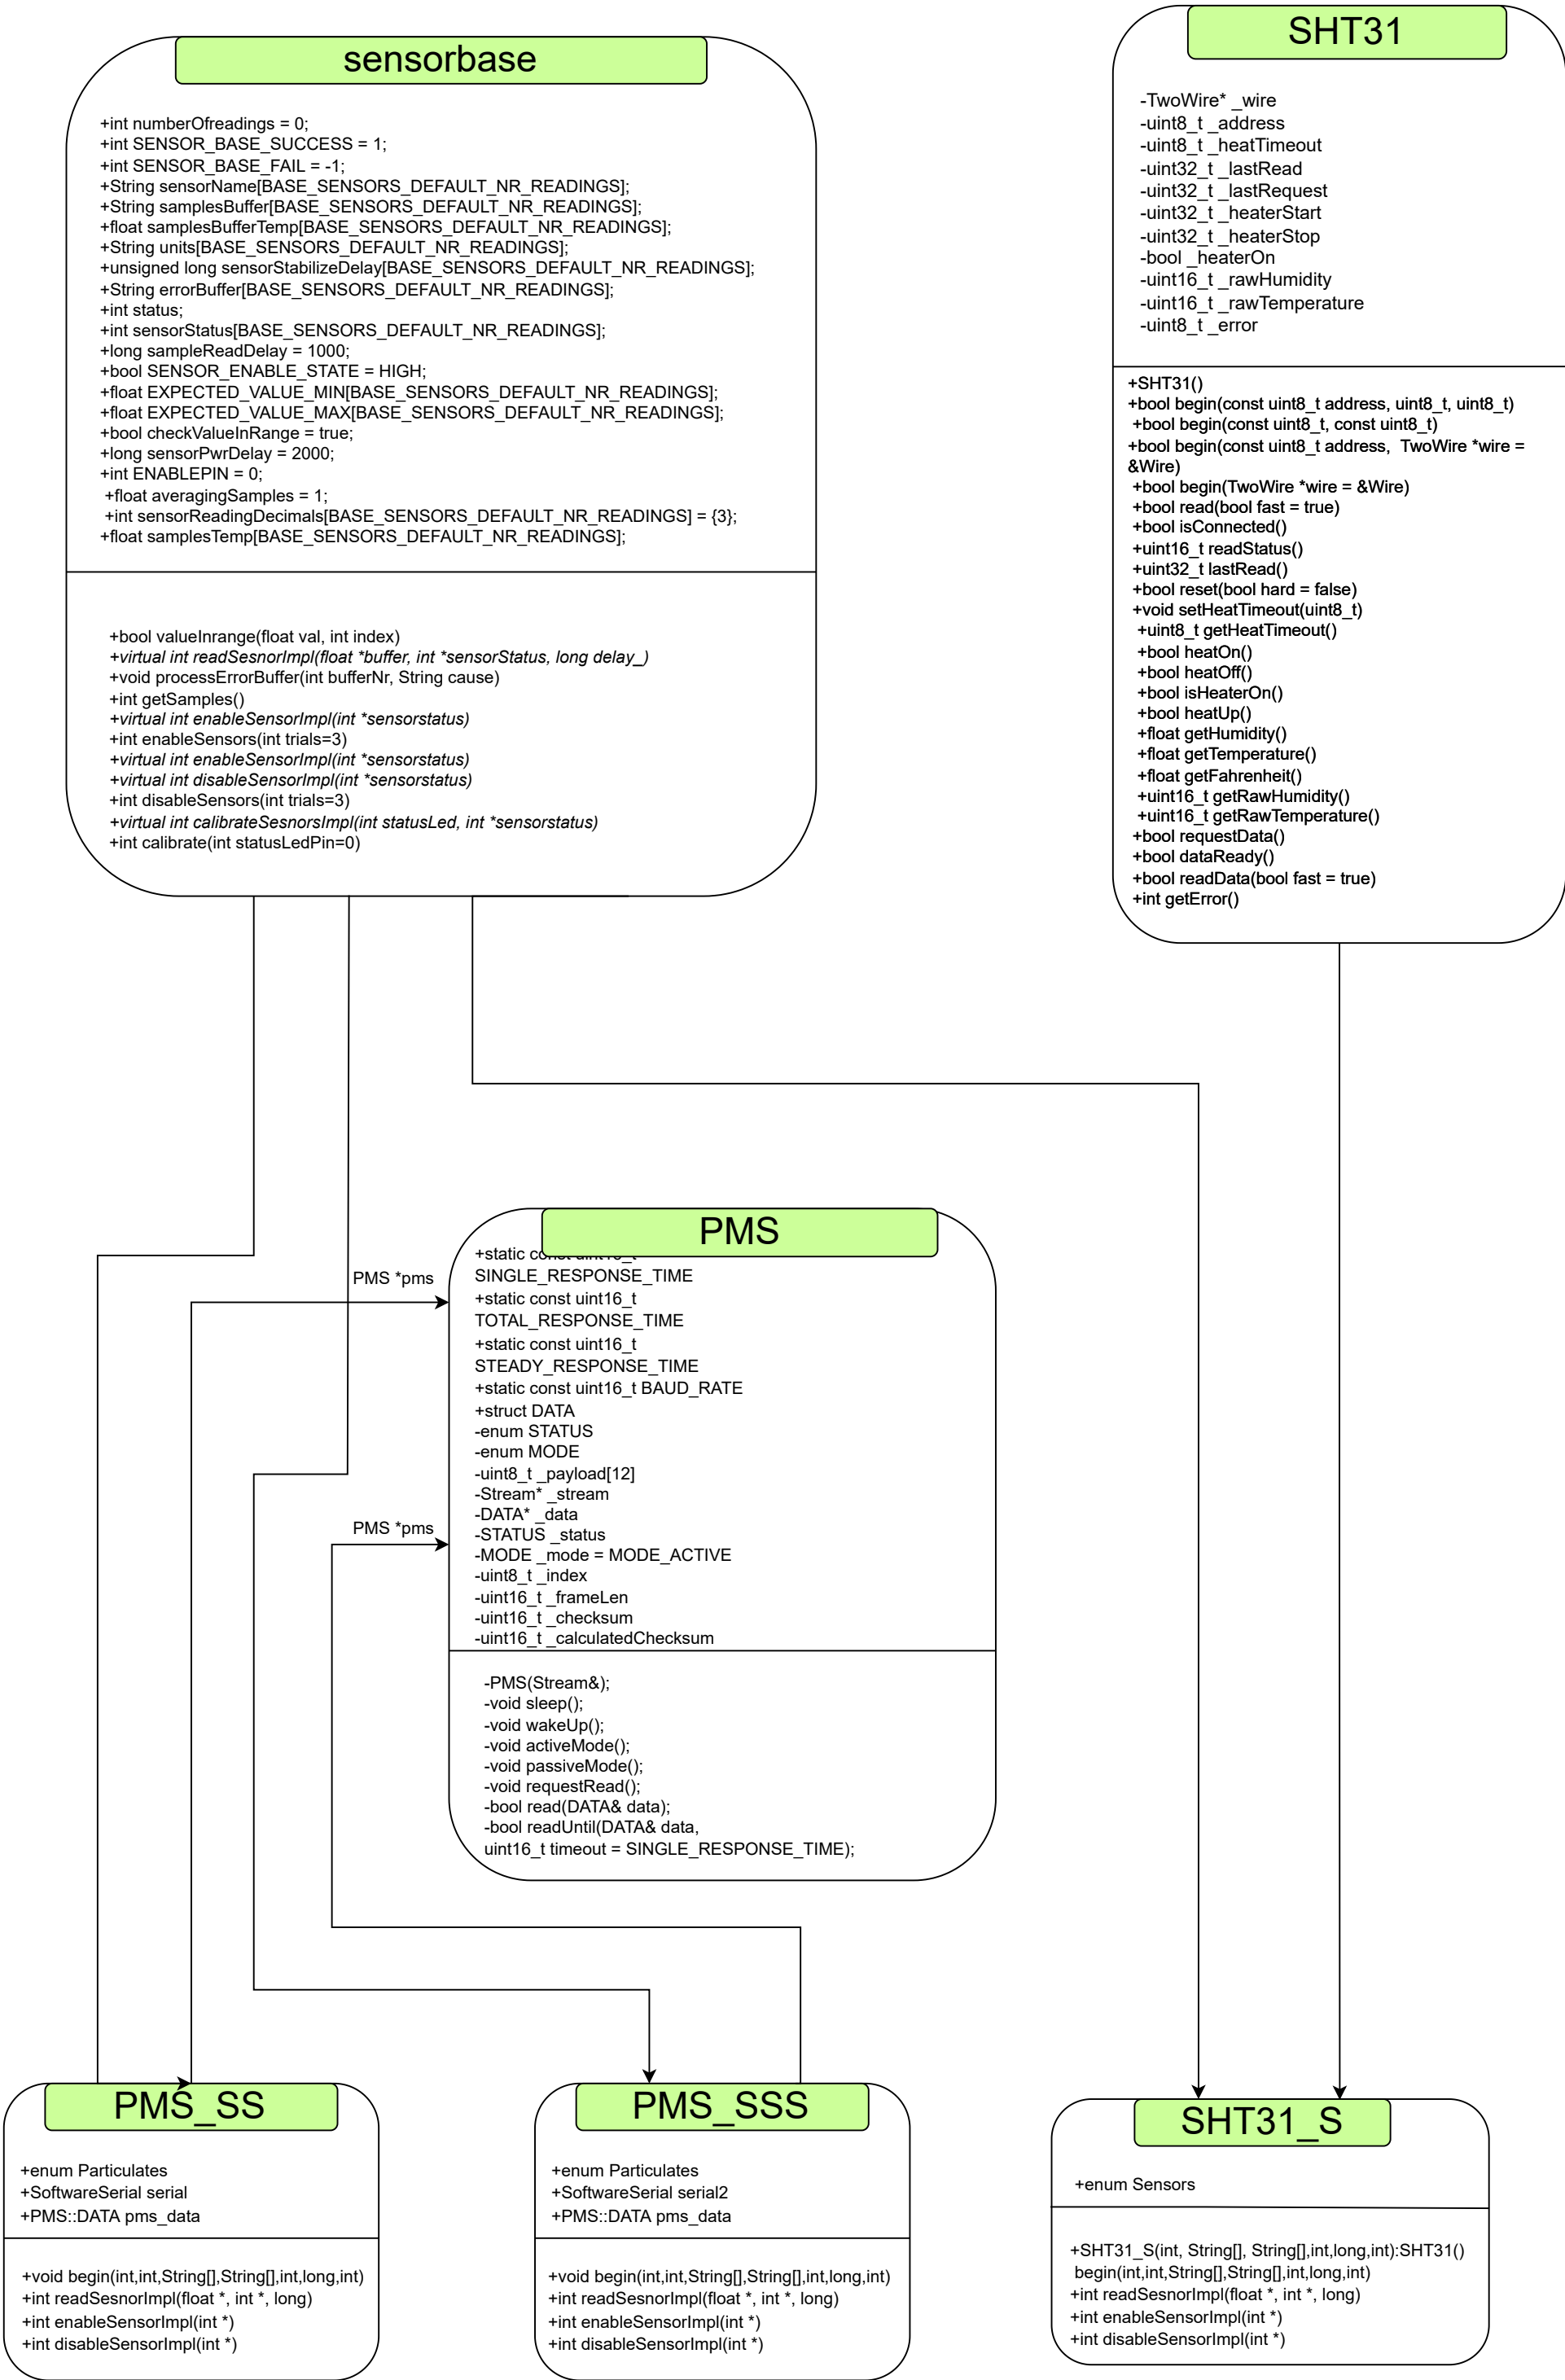 sensorbase
+int numberOfreadings = 0;
+int SENSOR_BASE_SUCCESS = 1;
+int SENSOR_BASE_FAIL = -1;
+String sensorName[BASE_SENSORS_DEFAULT_NR_READINGS];
+String samplesBuffer[BASE_SENSORS_DEFAULT_NR_READINGS];
+float samplesBufferTemp[BASE_SENSORS_DEFAULT_NR_READINGS];
+String units[BASE_SENSORS_DEFAULT_NR_READINGS];
+unsigned long sensorStabilizeDelay[BASE_SENSORS_DEFAULT_NR_READINGS];
+String errorBuffer[BASE_SENSORS_DEFAULT_NR_READINGS];
+int status;
+int sensorStatus[BASE_SENSORS_DEFAULT_NR_READINGS];
+long sampleReadDelay = 1000;
+bool SENSOR_ENABLE_STATE = HIGH;
+float EXPECTED_VALUE_MIN[BASE_SENSORS_DEFAULT_NR_READINGS];
+float EXPECTED_VALUE_MAX[BASE_SENSORS_DEFAULT_NR_READINGS];
+bool checkValueInRange = true;
+long sensorPwrDelay = 2000;
+int ENABLEPIN = 0;
+float averagingSamples = 1;
+int sensorReadingDecimals[BASE_SENSORS_DEFAULT_NR_READINGS] = {3};
+float samplesTemp[BASE_SENSORS_DEFAULT_NR_READINGS];
+bool valueInrange(float val, int index)
+virtual int readSesnorImpl(float *buffer, int *sensorStatus, long delay_)
+void processErrorBuffer(int bufferNr, String cause)
+int getSamples()
+virtual int enableSensorImpl(int *sensorstatus)
+int enableSensors(int trials=3)
+virtual int enableSensorImpl(int *sensorstatus)
+virtual int disableSensorImpl(int *sensorstatus)
+int disableSensors(int trials=3)
+virtual int calibrateSesnorsImpl(int statusLed, int *sensorstatus)
+int calibrate(int statusLedPin=0)
SHT31
-TwoWire* _wire
-uint8_t _address
-uint8_t _heatTimeout
-uint32_t _lastRead
-uint32_t _lastRequest
-uint32_t _heaterStart
-uint32_t _heaterStop
-bool _heaterOn
-uint16_t _rawHumidity
-uint16_t _rawTemperature
-uint8_t _error
+SHT31()
+bool begin(const uint8_t address, uint8_t, uint8_t)
+bool begin(const uint8_t, const uint8_t)
+bool begin(const uint8_t address,  TwoWire *wire =
&Wire)
+bool begin(TwoWire *wire = &Wire)
+bool read(bool fast = true)
+bool isConnected()
+uint16_t readStatus()
+uint32_t lastRead()
+bool reset(bool hard = false)
+void setHeatTimeout(uint8_t)
+uint8_t getHeatTimeout()
+bool heatOn()
+bool heatOff()
+bool isHeaterOn()
+bool heatUp()
+float getHumidity()
+float getTemperature()
+float getFahrenheit()
+uint16_t getRawHumidity()
+uint16_t getRawTemperature()
+bool requestData()
+bool dataReady()
+bool readData(bool fast = true)
+int getError()
PMS
+static
SINGLE_RESPONSE_TIME
+static const uint16_t
TOTAL_RESPONSE_TIME
+static const uint16_t
STEADY_RESPONSE_TIME
+static const uint16_t BAUD_RATE
+struct DATA
-enum STATUS
-enum MODE
-uint8_t _payload[12]
-Stream* _stream
-DATA* _data
-STATUS _status
-MODE _mode = MODE_ACTIVE
-uint8_t _index
-uint16_t _frameLen
-uint16_t _checksum
-uint16_t _calculatedChecksum
-PMS(Stream&);
-void sleep();
-void wakeUp();
-void activeMode();
-void passiveMode();
-void requestRead();
-bool read(DATA& data);
-bool readUntil(DATA& data,
uint16_t timeout = SINGLE_RESPONSE_TIME);
PMS *pms
PMS *pms
PMS_SS
+enum Particulates
+SoftwareSerial serial
+PMS::DATA pms_data
+void begin(int,int,String[],String[],int,long,int)
+int readSesnorImpl(float *, int *, long)
+int enableSensorImpl(int *)
+int disableSensorImpl(int *)
PMS_SSS
+enum Particulates
+SoftwareSerial serial2
+PMS::DATA pms_data
+void begin(int,int,String[],String[],int,long,int)
+int readSesnorImpl(float *, int *, long)
+int enableSensorImpl(int *)
+int disableSensorImpl(int *)
SHT31_S
+enum Sensors
+SHT31_S(int, String[], String[],int,long,int):SHT31()
begin(int,int,String[],String[],int,long,int)
+int readSesnorImpl(float *, int *, long)
+int enableSensorImpl(int *)
+int disableSensorImpl(int *)